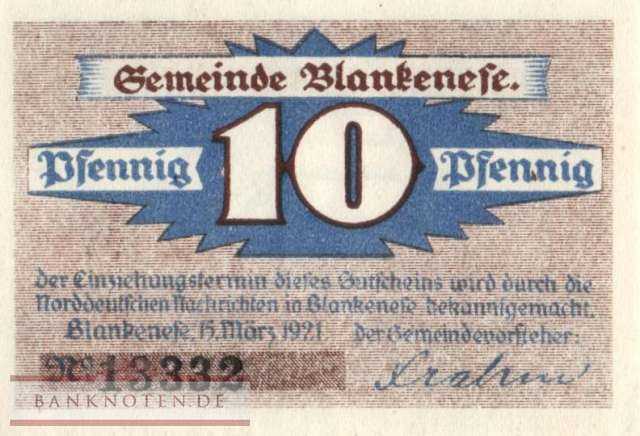 Gemeinde Blankenese.
Pfennig 10 Pfennig
der Einziehungstermin dieses Gutscheins wird durch die
Norddeutschen Nachrichten in Blankenese bekanntgemacht.
Blankenese, 15. März 1921 der Gemeindevorsteher:
No 13332
BANKNOTEN.DE